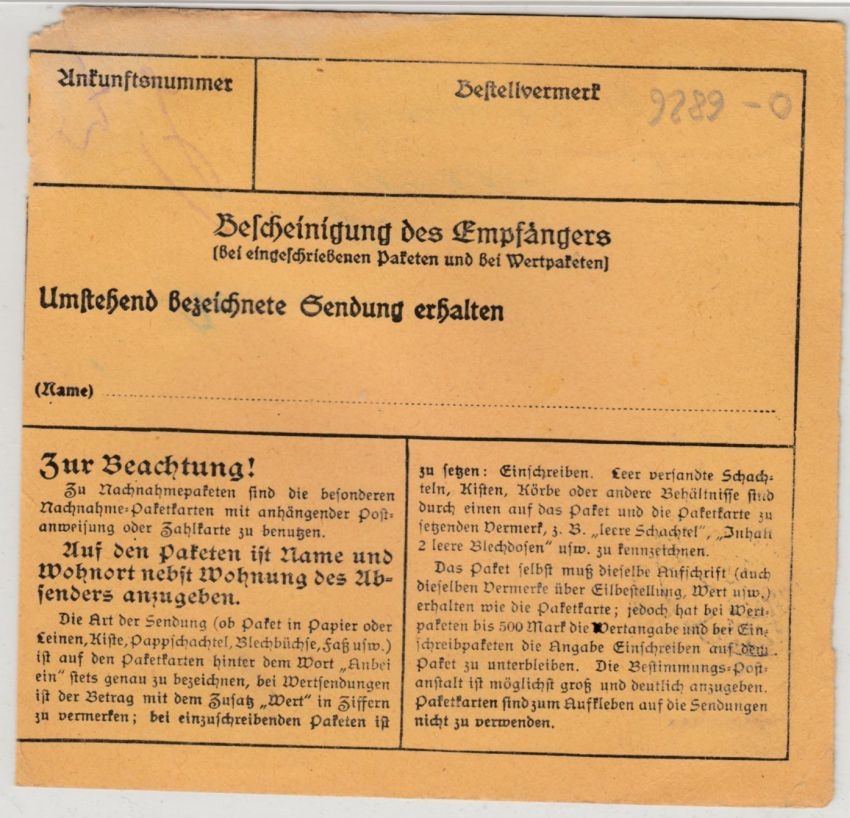 Ankunftsnummer
Bestellvermerk
9289-0
Bescheinigung des Empfängers
(bei eingeschriebenen Paketen und bei Wertpaketen)
Umstehend bezeichnete Sendung erhalten
(Name)
Zur Beachtung!
Zu Nachnahmepaketen sind die besonderen
Nachnahme-Paketkarten mit anhängender Post-
anweisung oder Zahlkarte zu benutzen.
Auf den Paketen ist Name und
Wohnort nebst Wohnung des Ab-
senders anzugeben.
Die Art der Sendung (ob Paket in Papier oder
Leinen, Kiste, Pappschachtel, Blechbüchse, Faß usw.)
ist auf den Paketkarten hinter dem Wort „Anbei
ein" stets genau zu bezeichnen, bei Wertsendungen
ist der Betrag mit dem Zusatz „Wert" in Ziffern
zu vermerken; bei einzuschreibenden Paketen ist
zu setzen: Einschreiben. Leer versandte Schach-
teln, Kisten, Körbe oder andere Behältnisse sind
durch einen auf das Paket und die Paketkarte zu
setzenden Vermerk, z. B. „leere Schachtel", „Inhalt
2 leere Blechdosen" usw. zu kennzeichnen.
Das Paket selbst muß dieselbe Aufschrift (auch
dieselben Vermerke über Eilbestellung, Wert usw.)
erhalten wie die Paketkarte; jedoch hat bei Wert-
paketen bis 500 Mark die Wertangabe und bei Ein-
schreibpaketen die Angabe Einschreiben auf dem
Paket zu unterbleiben. Die Bestimmungs-Post-
anstalt ist möglichst groß und deutlich anzugeben.
Paketkarten sind zum Aufkleben auf die Sendungen
nicht zu verwenden.